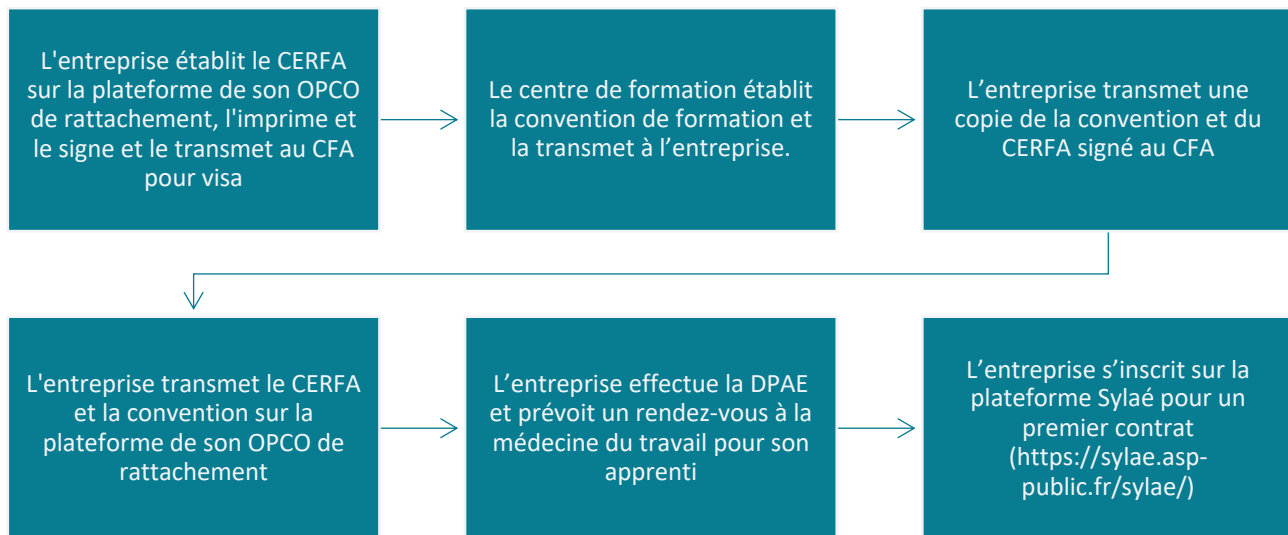 L'entreprise établit le CERFA
sur la plateforme de son OPCO
de rattachement, l'imprime et
le signe et le transmet au CFA
pour visa
Le centre de formation établit
la convention de formation et
la transmet à l’entreprise.
L’entreprise transmet une
copie de la convention et du
CERFA signé au CFA
L'entreprise transmet le CERFA
et la convention sur la
plateforme de son OPCO de
rattachement
L’entreprise effectue la DPAE
et prévoit un rendez-vous à la
médecine du travail pour son
apprenti
L’entreprise s’inscrit sur la
plateforme Sylaé pour un
premier contrat
(https://sylae.asp-
public.fr/sylae/)